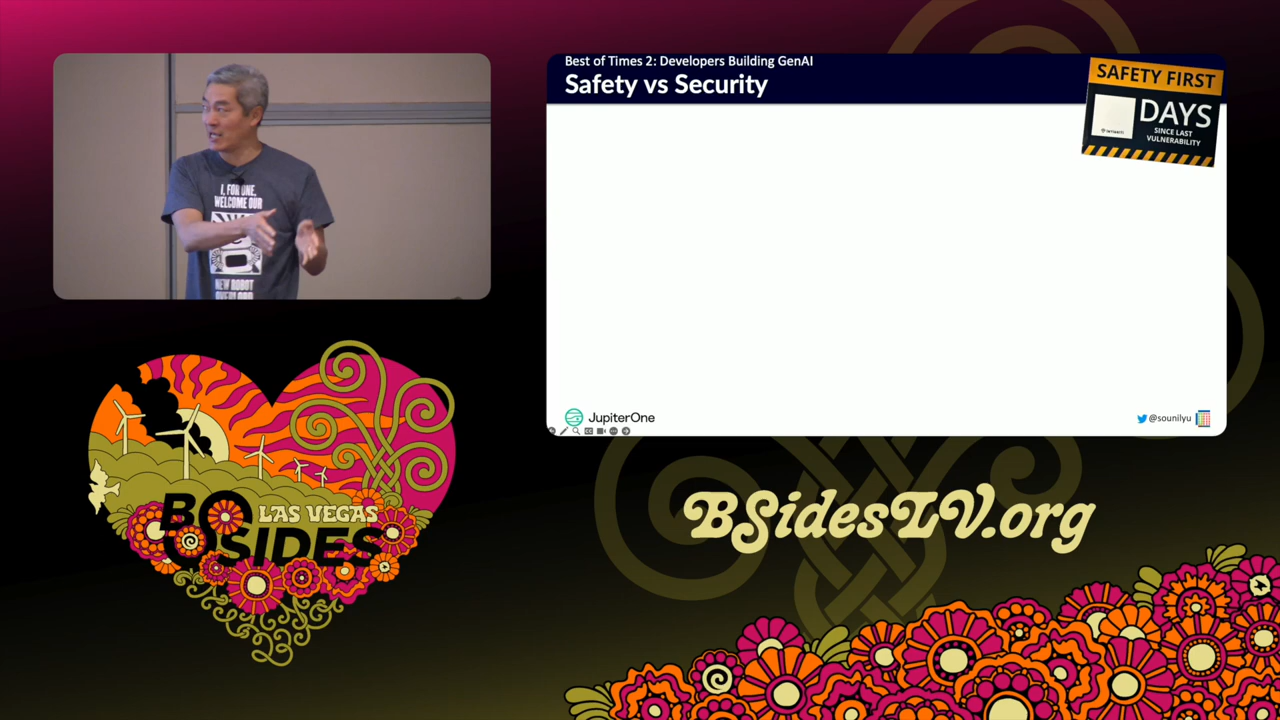 I, FOR ONE,
WELCOME OUR
NEW ROBOT
Best of Times 2: Developers Building GenAI
Safety vs Security
SAFETY FIRST
DAYS
SINCE LAST
VULNERABILITY
JupiterOne
@sounilyu
LAS VEGAS
BSIDES
BSidesLV.org